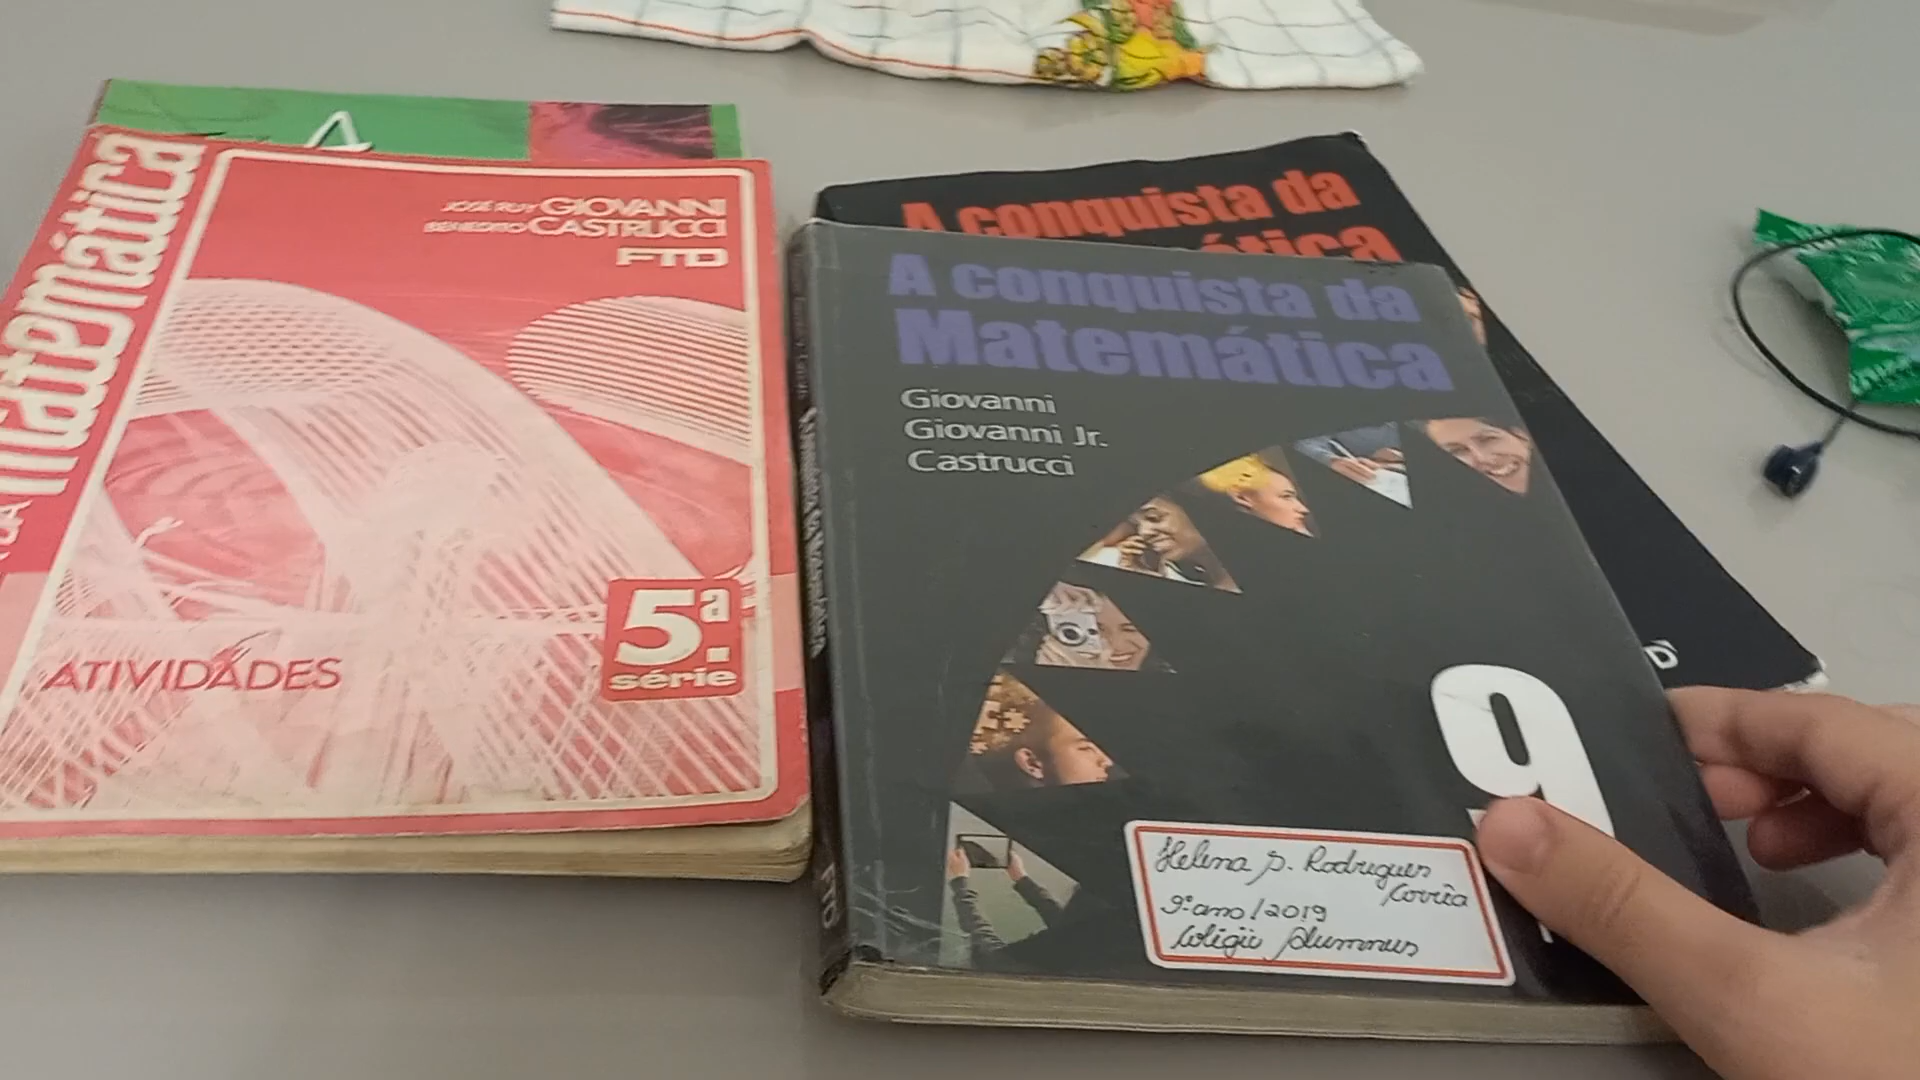 matemática
JOSÉ RUY GIOVANNI
BENEDITO CASTRUCCI
FTD
ATIVIDADES
5ª.
série
A conquista da
A conquista da
Matemática
Giovanni
Giovanni Jr.
Castrucci
9
Helena S. Rodrigues
Corrêa
9º ano / 2019
Colégio Alumnus
FTD